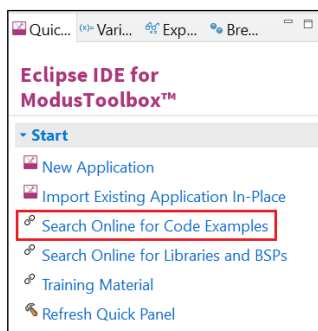 Quic... (x)= Vari... Exp... Bre...
Eclipse IDE for
ModusToolbox™
Start
New Application
Import Existing Application In-Place
Search Online for Code Examples
Search Online for Libraries and BSPs
Training Material
Refresh Quick Panel